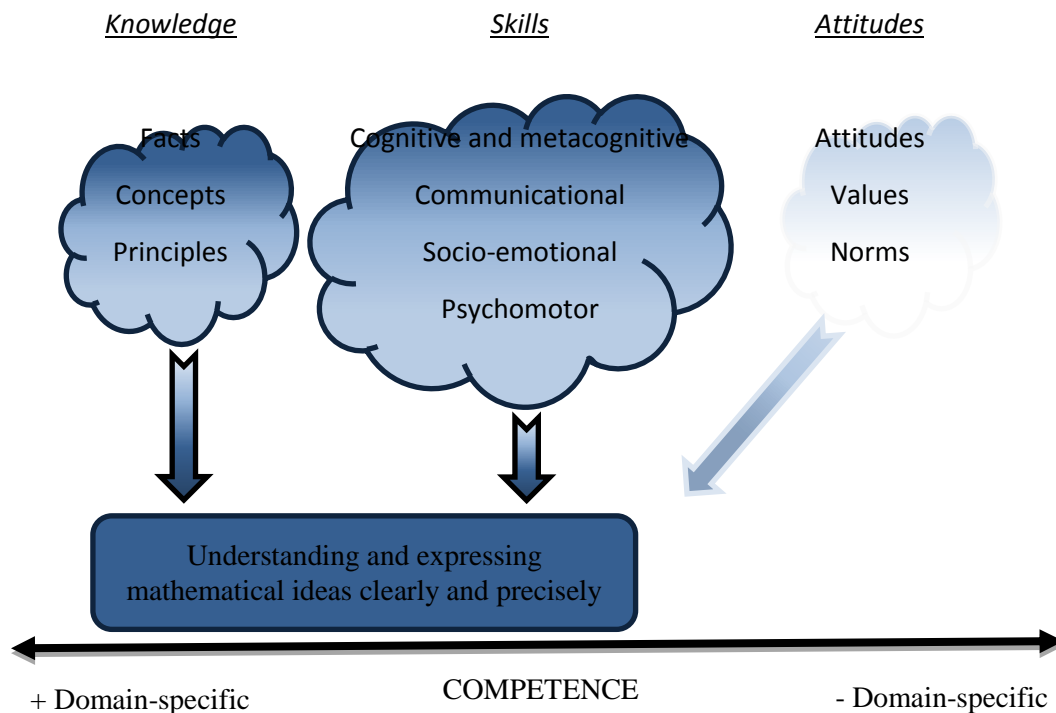 Knowledge
Skills
Attitudes
Facts
Concepts
Principles
Cognitive and metacognitive
Communicational
Socio-emotional
Psychomotor
Attitudes
Values
Norms
Understanding and expressing
mathematical ideas clearly and precisely
+ Domain-specific
COMPETENCE
- Domain-specific